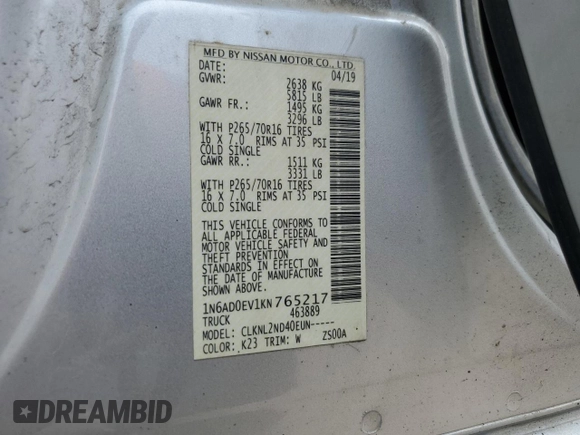 MFD BY NISSAN MOTOR CO., LTD.
DATE: 04/19
GVWR: 2638 KG
5815 LB
GAWR FR.: 1495 KG
3296 LB
WITH P265/70R16 TIRES
16 X 7.0 RIMS AT 35 PSI
COLD SINGLE
GAWR RR.: 1511 KG
3331 LB
WITH P265/70R16 TIRES
16 X 7.0 RIMS AT 35 PSI
COLD SINGLE
THIS VEHICLE CONFORMS TO
ALL APPLICABLE FEDERAL
MOTOR VEHICLE SAFETY AND
THEFT PREVENTION
STANDARDS IN EFFECT ON
THE DATE OF MANUFACTURE
SHOWN ABOVE.
1N6AD0EV1KN765217
TRUCK 463889
MODEL: CLKNL2ND40EUN-----
COLOR: K23 TRIM: W ZS00A
DREAMBID